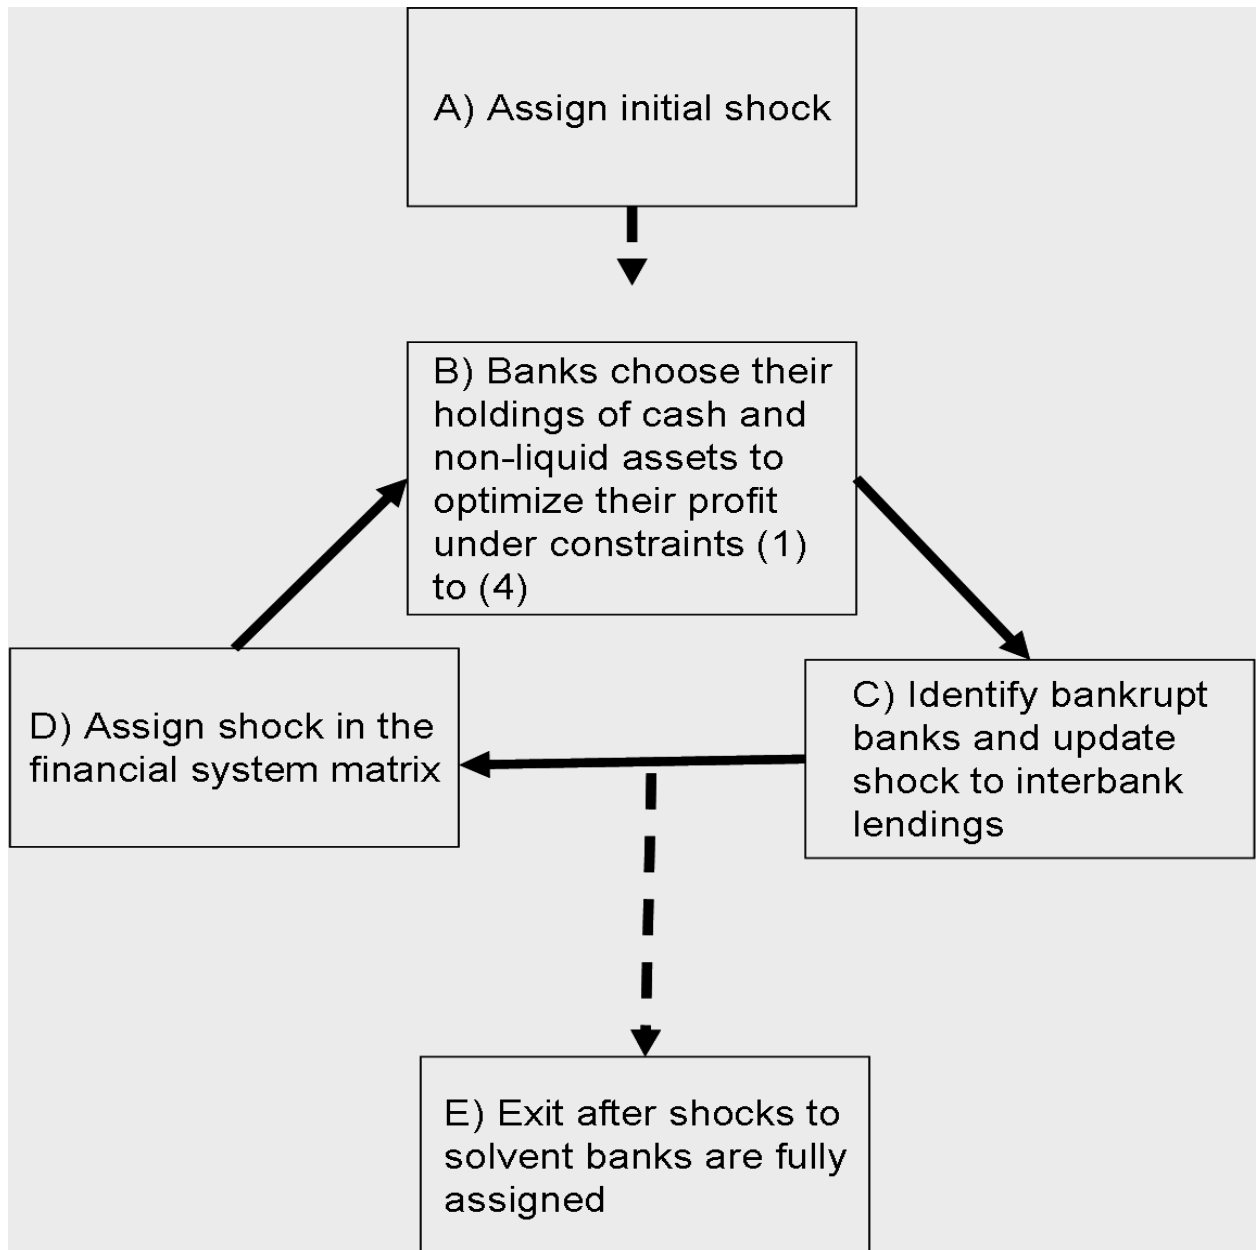 A) Assign initial shock
B) Banks choose their
holdings of cash and
non-liquid assets to
optimize their profit
under constraints (1)
to (4)
D) Assign shock in the
financial system matrix
C) Identify bankrupt
banks and update
shock to interbank
lendings
E) Exit after shocks to
solvent banks are fully
assigned